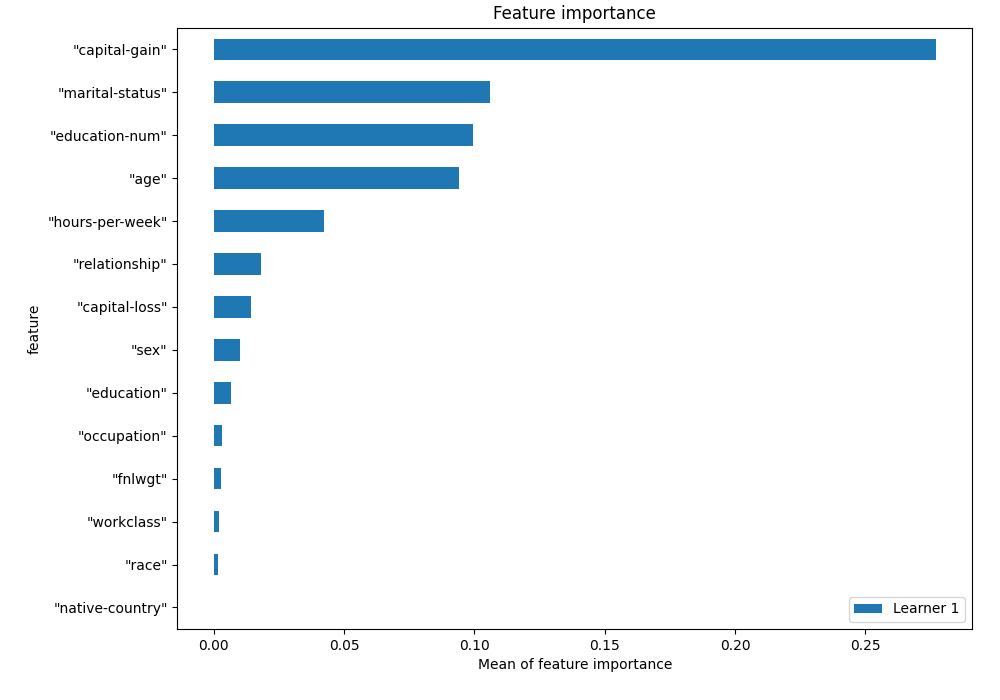 Feature importance
"capital-gain"
"marital-status"
"education-num"
"age"
"hours-per-week"
"relationship"
"capital-loss"
"sex"
"education"
"occupation"
"fnlwgt"
"workclass"
"race"
"native-country"
feature
Learner 1
0.00 0.05 0.10 0.15 0.20 0.25
Mean of feature importance